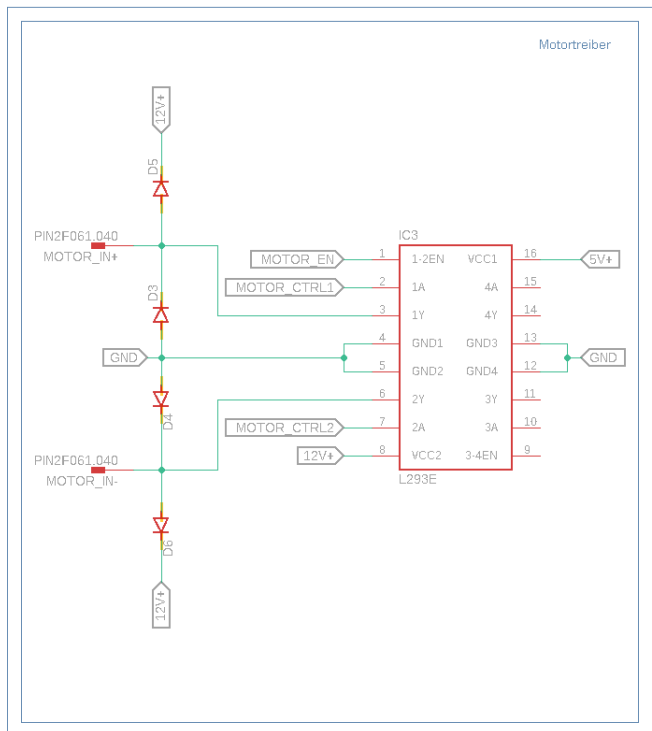 Motortreiber
12V+
D5
PIN2F061.040
MOTOR_IN+
D3
GND
D4
PIN2F061.040
MOTOR_IN-
D6
12V+
IC3
MOTOR_EN 1 1-2EN VCC1 16 5V+
MOTOR_CTRL1 2 1A 4A 15
3 1Y 4Y 14
4 GND1 GND3 13
5 GND2 GND4 12 GND
6 2Y 3Y 11
MOTOR_CTRL2 7 2A 3A 10
12V+ 8 VCC2 3-4EN 9
L293E